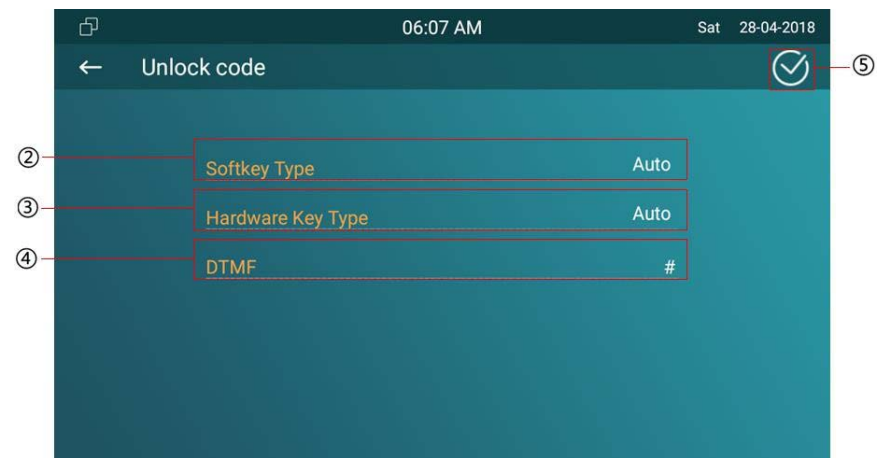 06:07 AM Sat 28-04-2018
Unlock code ⑤
② Softkey Type Auto
③ Hardware Key Type Auto
④ DTMF #